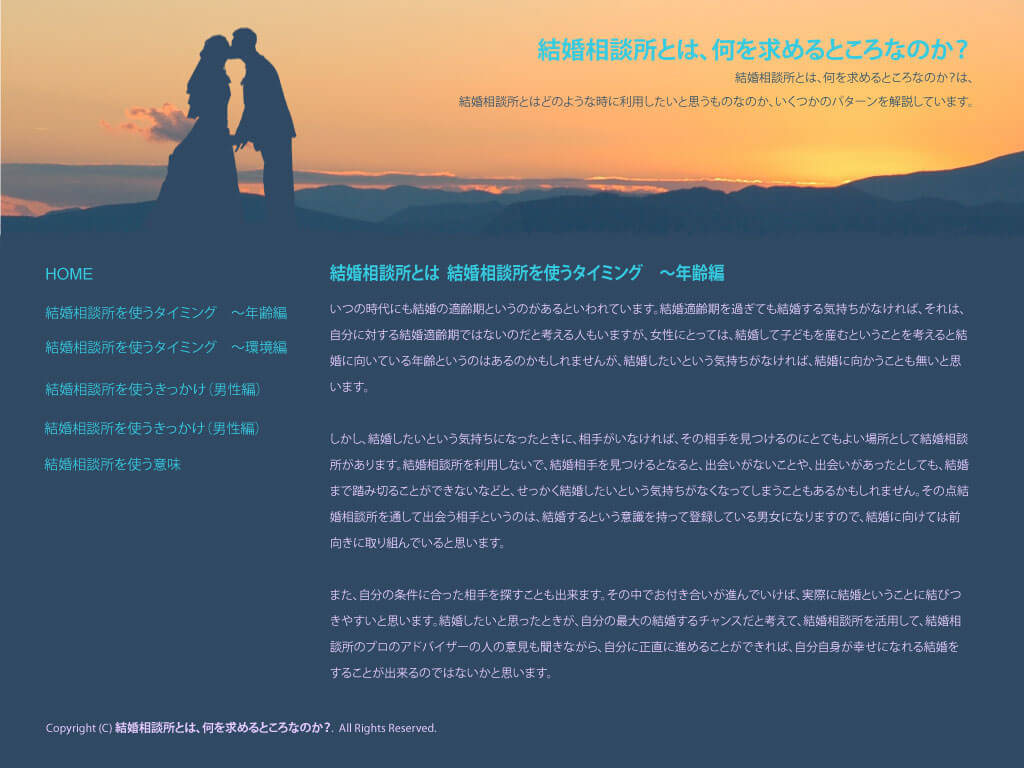 結婚相談所とは、何を求めるところなのか？
結婚相談所とは、何を求めるところなのか？は、
結婚相談所とはどのような時に利用したいと思うものなのか、いくつかのパターンを解説しています。
HOME
結婚相談所を使うタイミング　～年齢編
結婚相談所を使うタイミング　～環境編
結婚相談所を使うきっかけ（男性編）
結婚相談所を使うきっかけ（男性編）
結婚相談所を使う意味
結婚相談所とは 結婚相談所を使うタイミング　～年齢編
いつの時代にも結婚の適齢期というのがあるといわれています。結婚適齢期を過ぎても結婚する気持ちがなければ、それは、
自分に対する結婚適齢期ではないのだと考える人もいますが、女性にとっては、結婚して子どもを産むということを考えると結
婚に向いている年齢というのはあるのかもしれませんが、結婚したいという気持ちがなければ、結婚に向かうことも無いと思
います。
しかし、結婚したいという気持ちになったときに、相手がいなければ、その相手を見つけるのにとてもよい場所として結婚相談
所があります。結婚相談所を利用しないで、結婚相手を見つけるとなると、出会いがないことや、出会いがあったとしても、結婚
まで踏み切ることができないなどと、せっかく結婚したいという気持ちがなくなってしまうこともあるかもしれません。その点結
婚相談所を通して出会う相手というのは、結婚するという意識を持って登録している男女になりますので、結婚に向けては前
向きに取り組んでいると思います。
また、自分の条件に合った相手を探すことも出来ます。その中でお付き合いが進んでいけば、実際に結婚ということに結びつ
きやすいと思います。結婚したいと思ったときが、自分の最大の結婚するチャンスだと考えて、結婚相談所を活用して、結婚相
談所のプロのアドバイザーの人の意見も聞きながら、自分に正直に進めることができれば、自分自身が幸せになれる結婚を
することが出来るのではないかと思います。
Copyright (C) 結婚相談所とは、何を求めるところなのか？. All Rights Reserved.